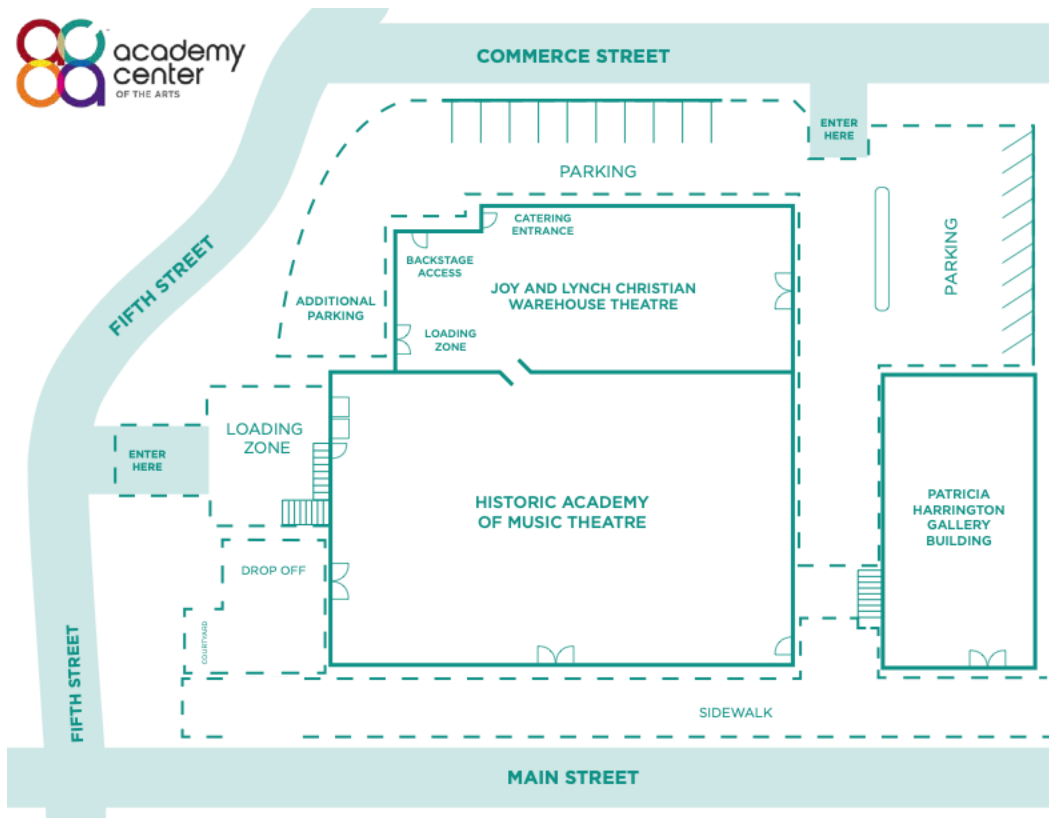 academy
center
OF THE ARTS
COMMERCE STREET
ENTER
HERE
PARKING
CATERING
ENTRANCE
BACKSTAGE
ACCESS
JOY AND LYNCH CHRISTIAN
WAREHOUSE THEATRE
PARKING
FIFTH STREET
ADDITIONAL
PARKING
LOADING
ZONE
LOADING
ZONE
ENTER
HERE
HISTORIC ACADEMY
OF MUSIC THEATRE
PATRICIA
HARRINGTON
GALLERY
BUILDING
DROP OFF
COURTYARD
FIFTH STREET
SIDEWALK
MAIN STREET